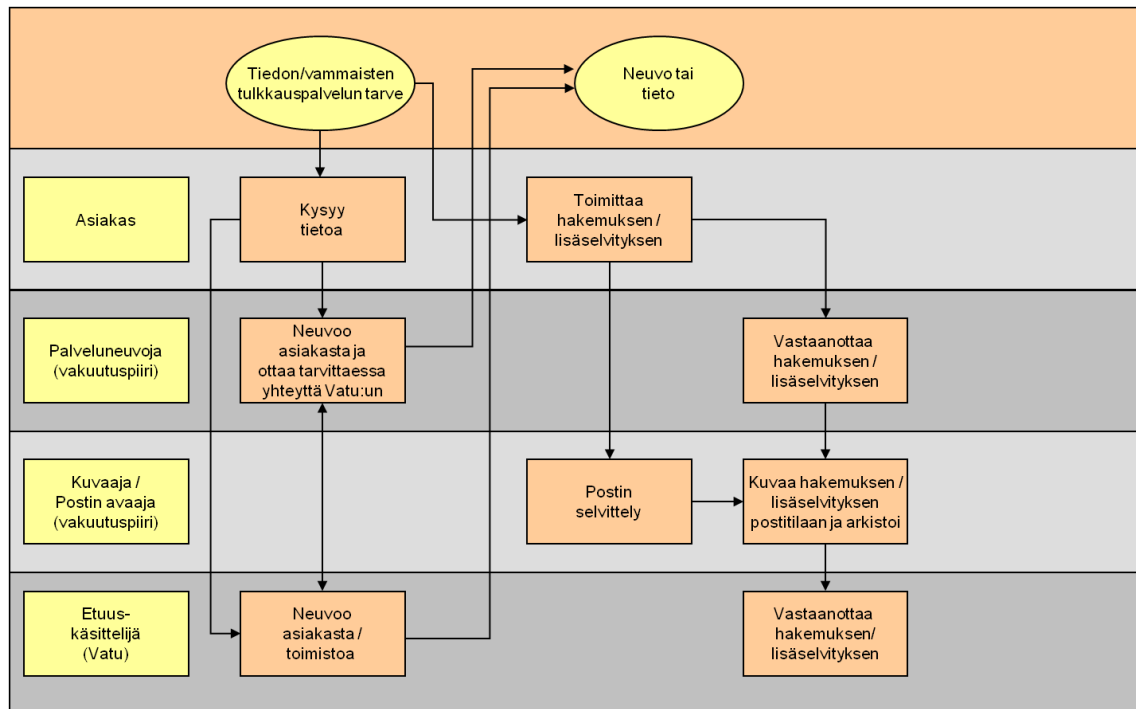 Tiedon/vammaisten
tulkkauspalvelun tarve
Neuvo tai
tieto
Asiakas
Kysyy
tietoa
Toimittaa
hakemuksen /
lisäselvityksen
Palveluneuvoja
(vakuutuspiiri)
Neuvoo
asiakasta ja
ottaa tarvittaessa
yhteyttä Vatu:un
Vastaanottaa
hakemuksen /
lisäselvityksen
Kuvaaja /
Postin avaaja
(vakuutuspiiri)
Postin
selvittely
Kuvaa hakemuksen /
lisäselvityksen
postitilaan ja arkistoi
Etuus-
käsittelijä
(Vatu)
Neuvoo
asiakasta /
toimistoa
Vastaanottaa
hakemuksen/
lisäselvityksen